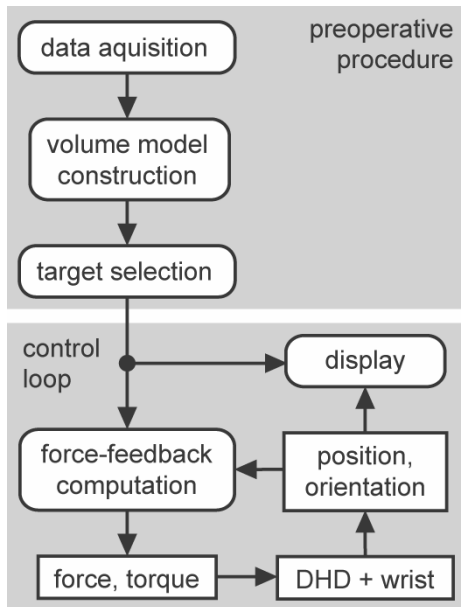 data aquisition
preoperative
procedure
volume model
construction
target selection
control
loop
display
force-feedback
computation
position,
orientation
force, torque
DHD + wrist